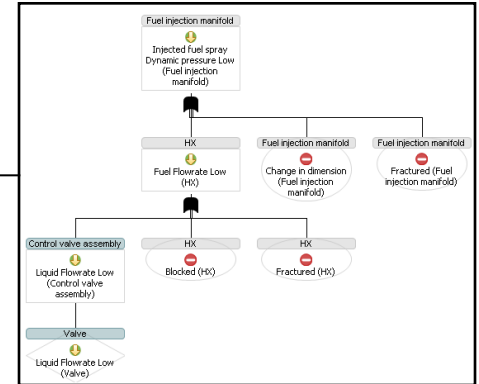 Fuel injection manifold
Injected fuel spray
Dynamic pressure Low
(Fuel injection
manifold)
HX
Fuel Flowrate Low
(HX)
Fuel injection manifold
Change in dimension
(Fuel injection
manifold)
Fuel injection manifold
Fractured (Fuel
injection manifold)
Control valve assembly
Liquid Flowrate Low
(Control valve
assembly)
HX
Blocked (HX)
HX
Fractured (HX)
Valve
Liquid Flowrate Low
(Valve)